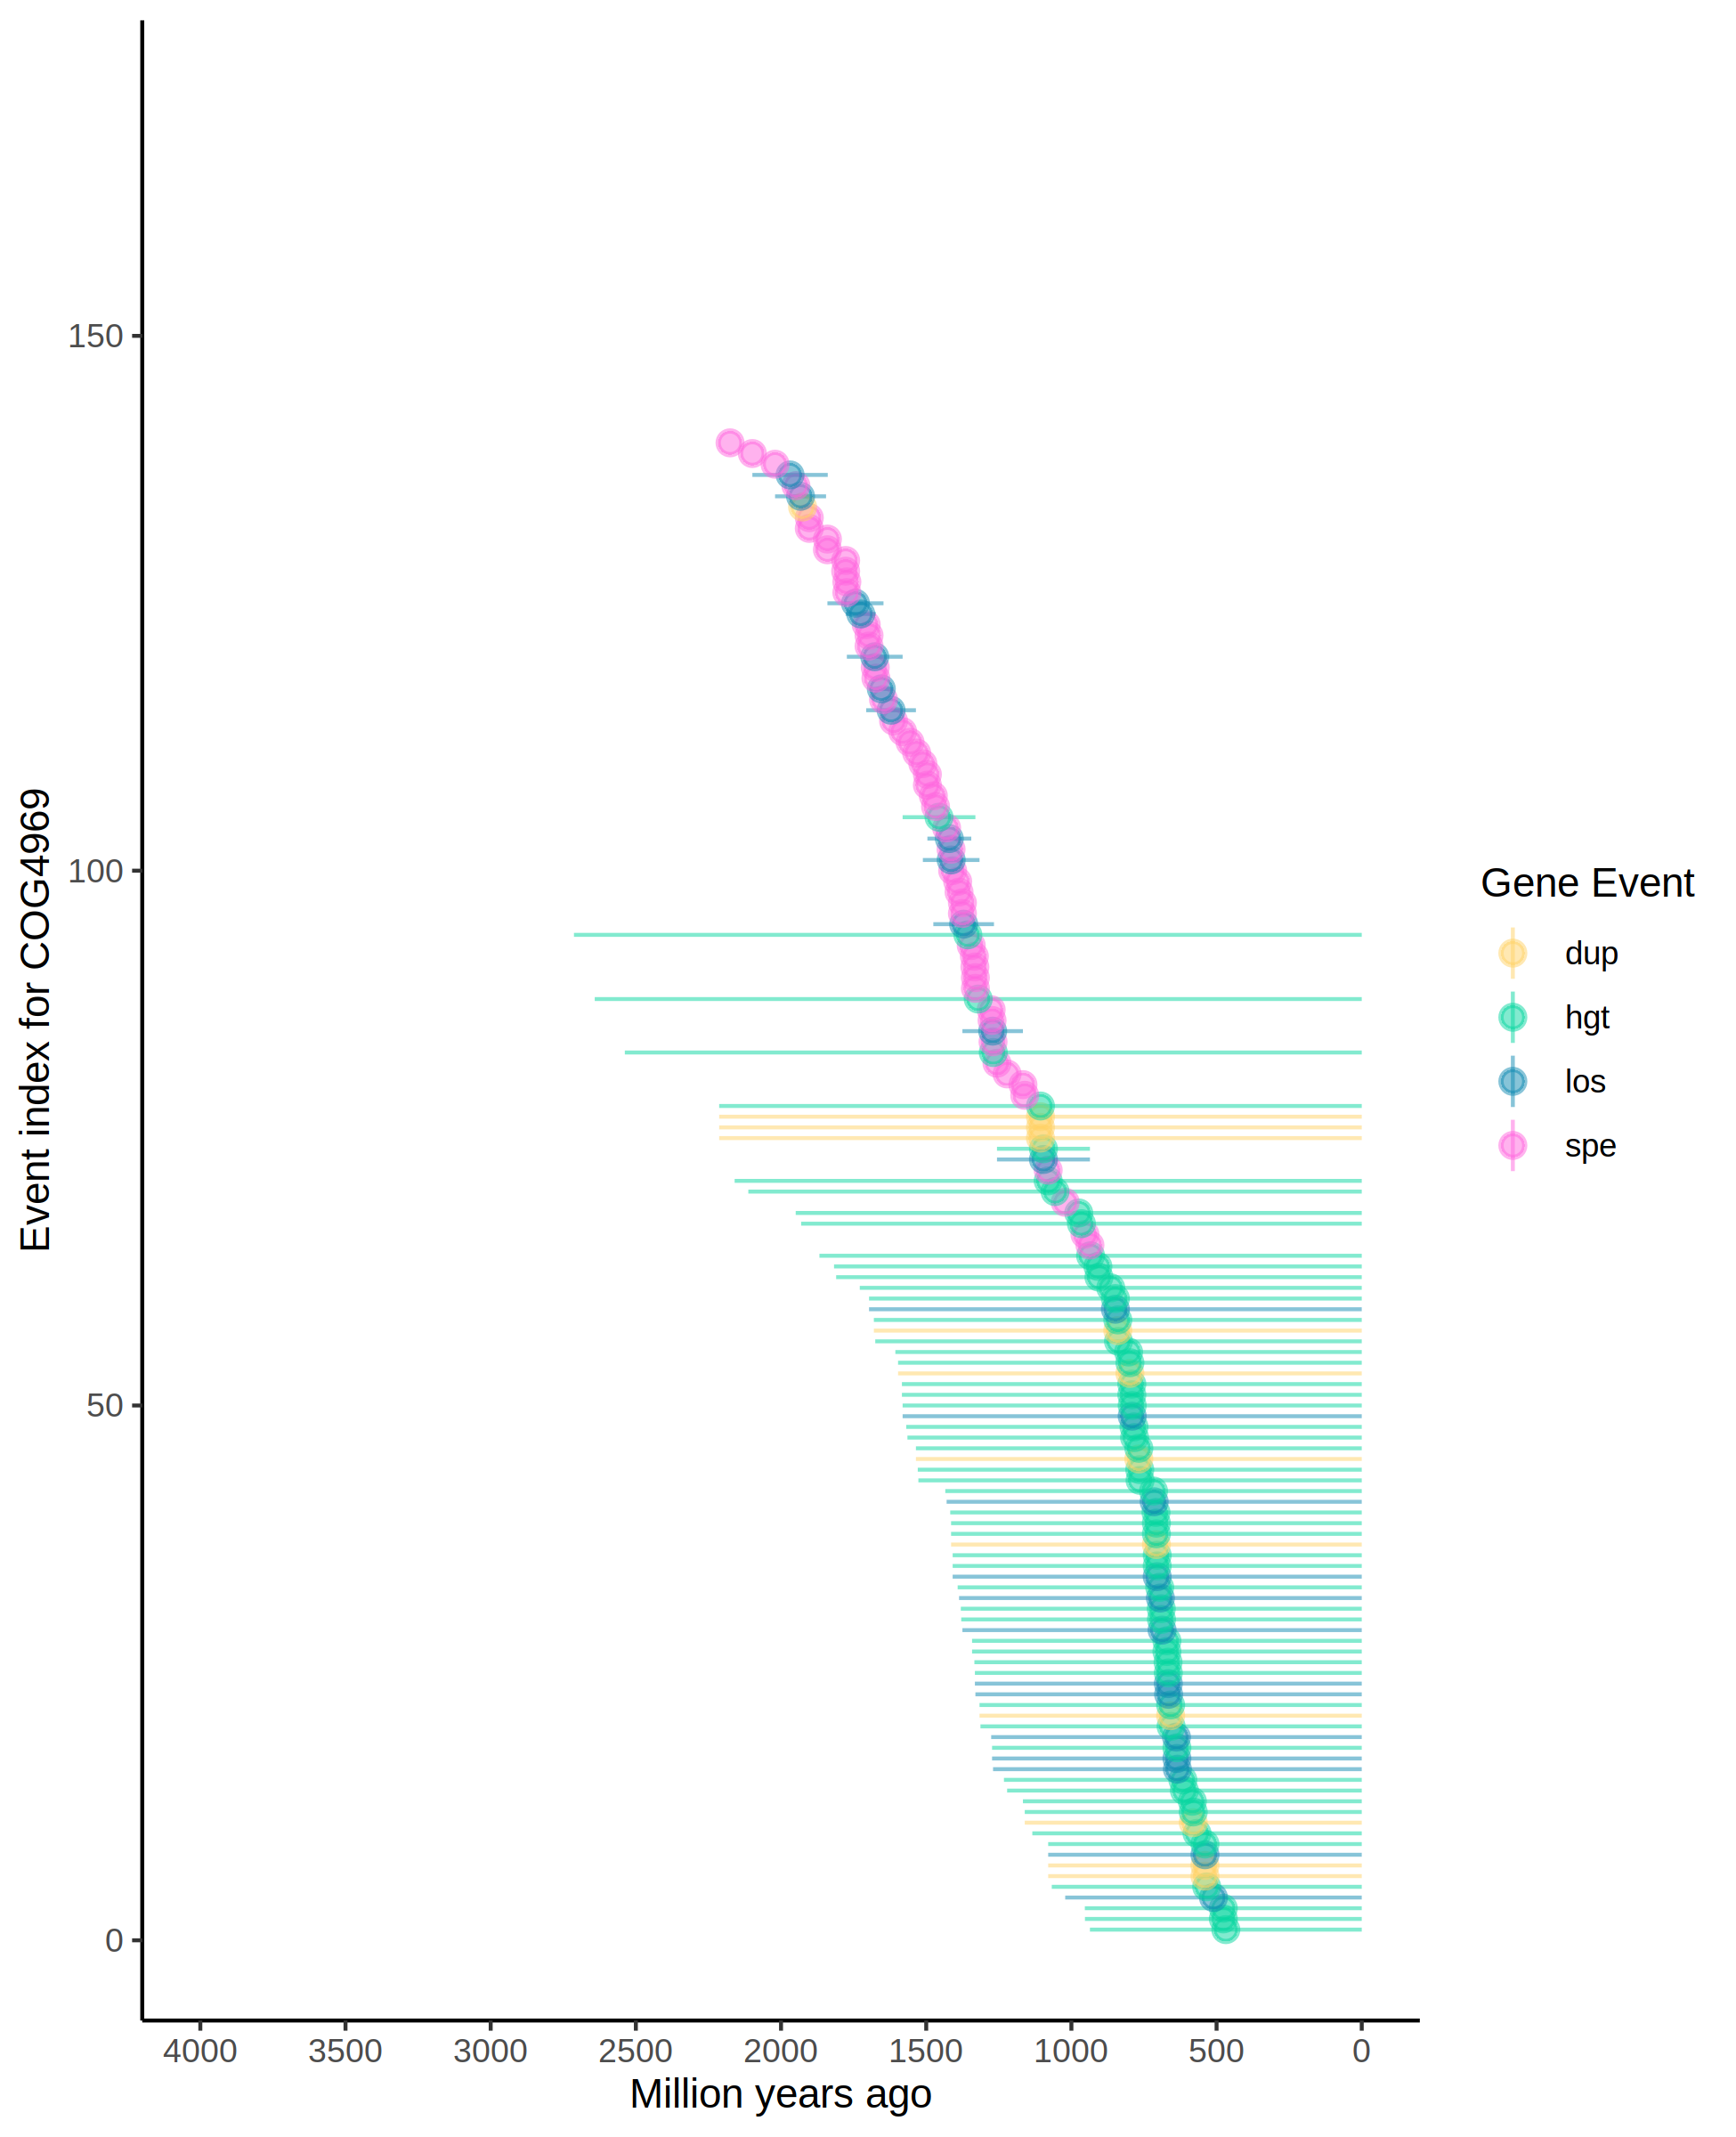 Event index for COG4969
150
100
50
0
4000 3500 3000 2500 2000 1500 1000 500 0
Million years ago
Gene Event
dup
hgt
los
spe